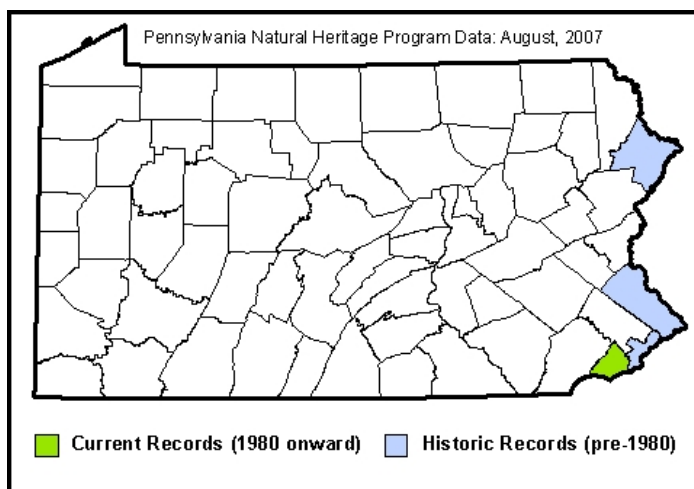 Pennsylvania Natural Heritage Program Data: August, 2007
Current Records (1980 onward) Historic Records (pre-1980)